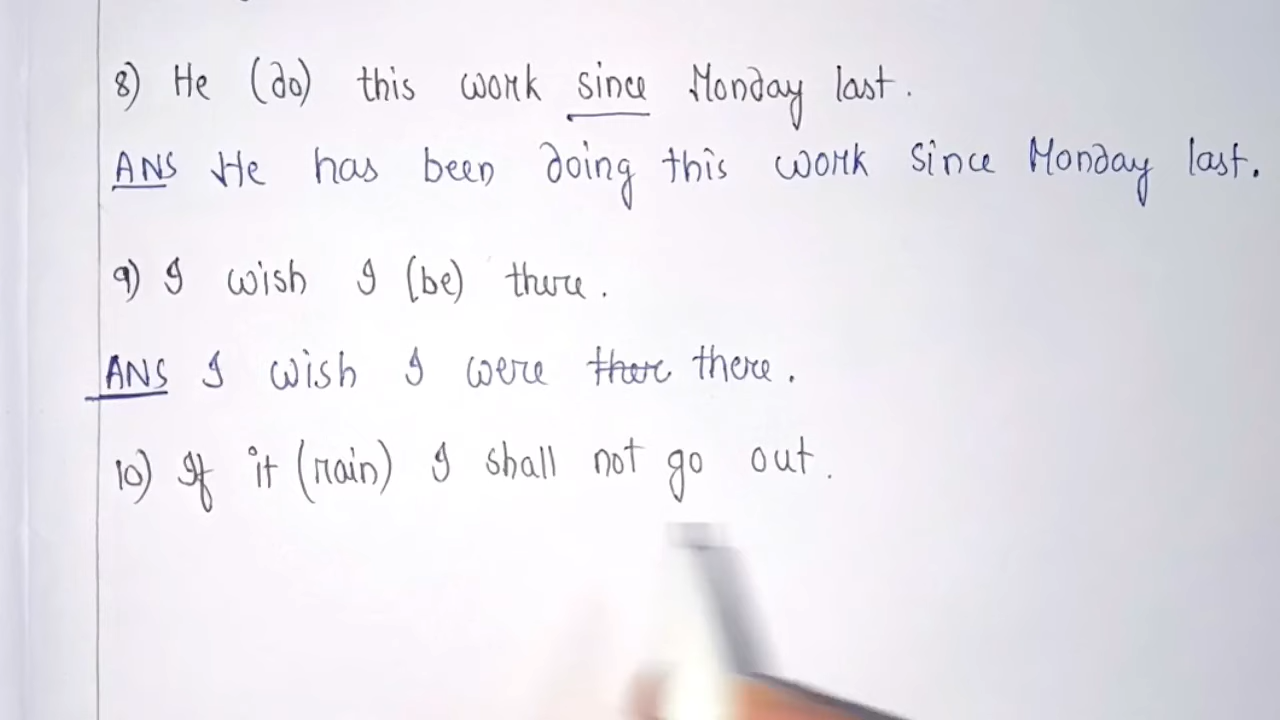 8) He (do) this work since Monday last.
ANS He has been doing this work since Monday last.
9) I wish I (be) there.
ANS I wish I were ther there.
10) If it (rain) I shall not go out.